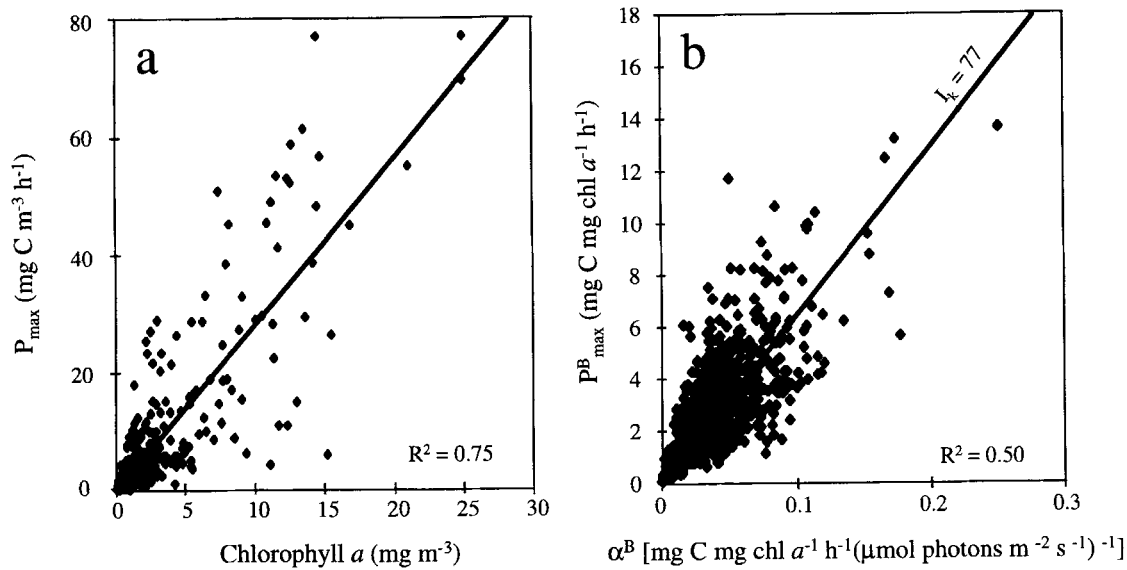 a
P_max (mg C m⁻³ h⁻¹)
80
60
40
20
0
0 5 10 15 20 25 30
R² = 0.75
Chlorophyll a (mg m⁻³)
b
Pᴮ_max (mg C mg chl a⁻¹ h⁻¹)
18
16
14
12
10
8
6
4
2
0
0 0.1 0.2 0.3
I_k = 77
R² = 0.50
αᴮ [mg C mg chl a⁻¹ h⁻¹(μmol photons m ⁻² s ⁻¹) ⁻¹]